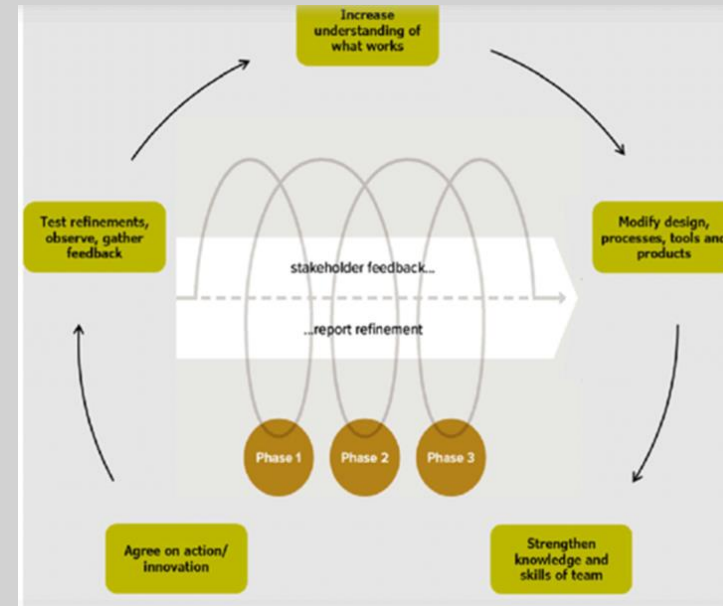 Increase
understanding of
what works
Test refinements,
observe, gather
feedback
Modify design,
processes, tools and
products
stakeholder feedback...
...report refinement
Phase 1
Phase 2
Phase 3
Agree on action/
innovation
Strengthen
knowledge and
skills of team